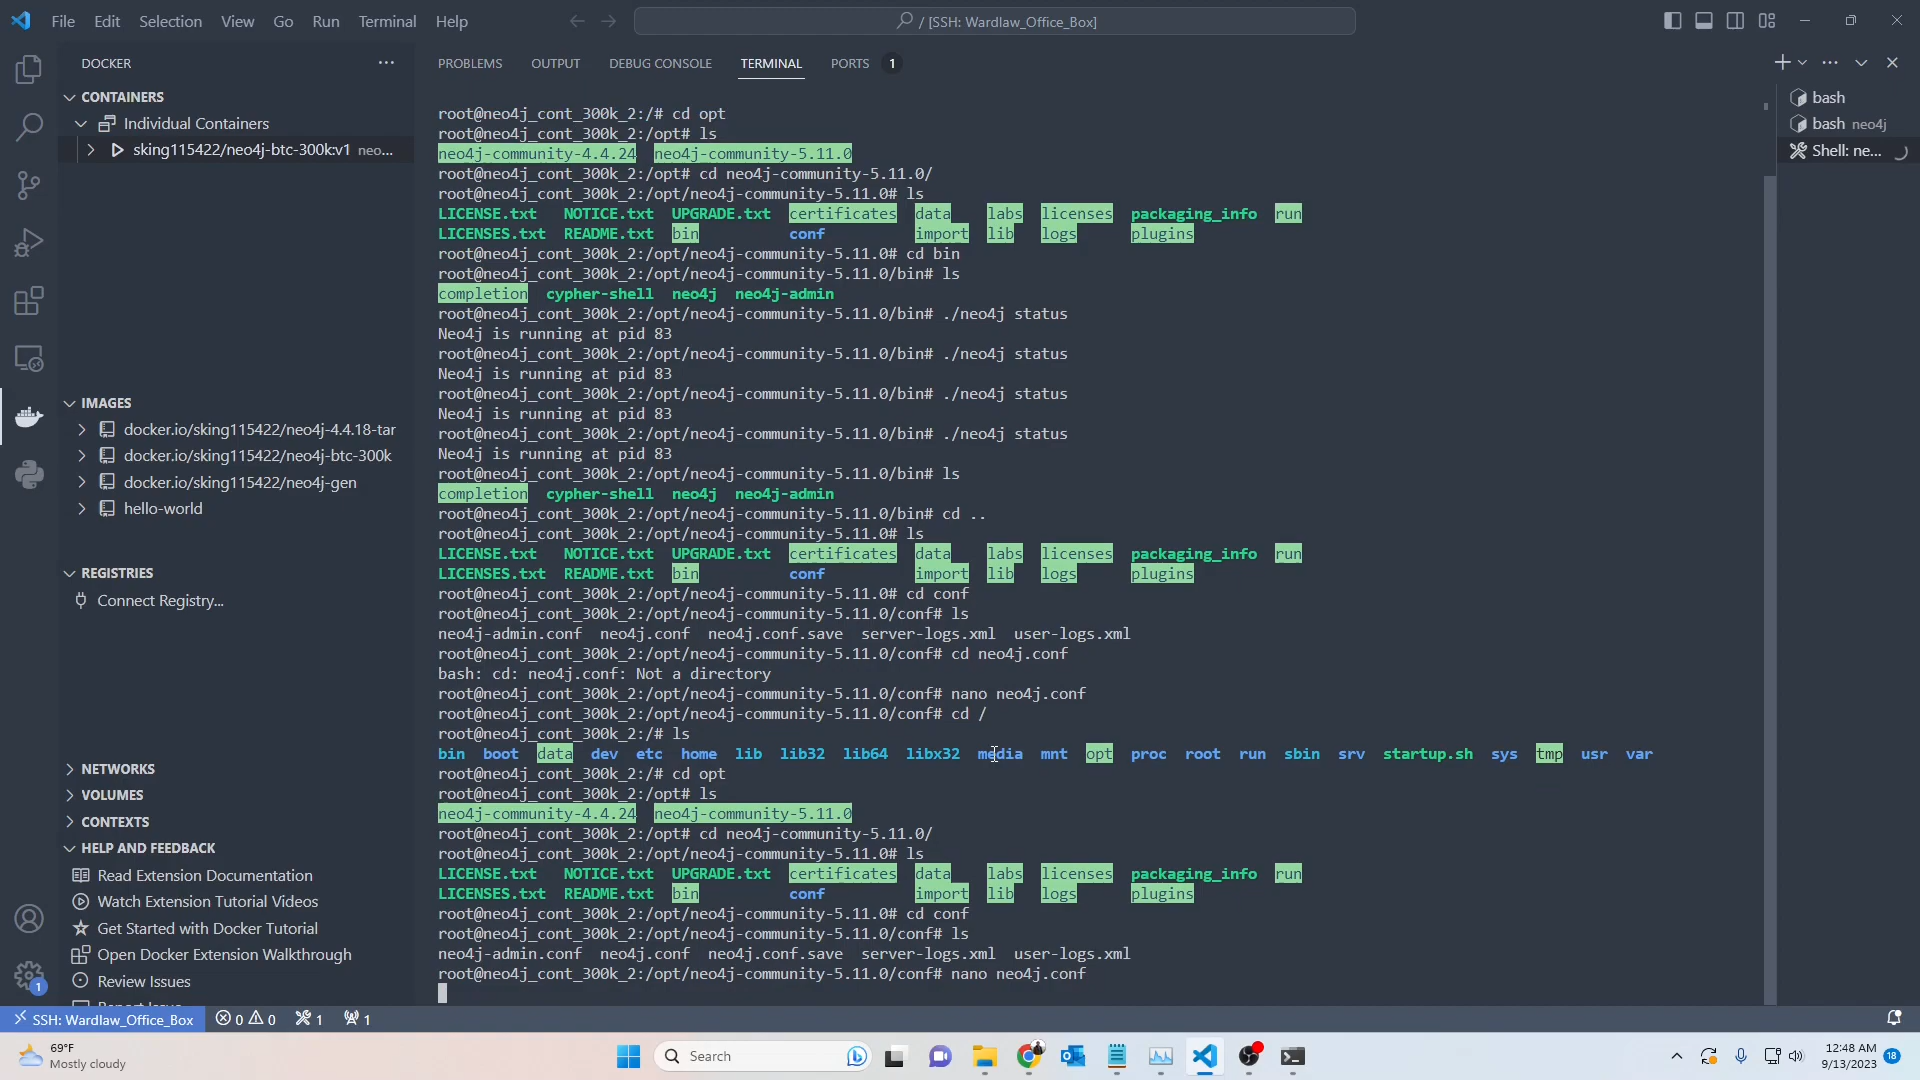 File Edit Selection View Go Run Terminal Help
/ [SSH: Wardlaw_Office_Box]
DOCKER
CONTAINERS
Individual Containers
sking115422/neo4j-btc-300k:v1 neo...
IMAGES
docker.io/sking115422/neo4j-4.4.18-tar
docker.io/sking115422/neo4j-btc-300k
docker.io/sking115422/neo4j-gen
hello-world
REGISTRIES
Connect Registry...
NETWORKS
VOLUMES
CONTEXTS
HELP AND FEEDBACK
Read Extension Documentation
Watch Extension Tutorial Videos
Get Started with Docker Tutorial
Open Docker Extension Walkthrough
Review Issues
PROBLEMS OUTPUT DEBUG CONSOLE TERMINAL PORTS 1
root@neo4j_cont_300k_2:/# cd opt
root@neo4j_cont_300k_2:/opt# ls
neo4j-community-4.4.24 neo4j-community-5.11.0
root@neo4j_cont_300k_2:/opt# cd neo4j-community-5.11.0/
root@neo4j_cont_300k_2:/opt/neo4j-community-5.11.0# ls
LICENSE.txt NOTICE.txt UPGRADE.txt certificates data labs licenses packaging_info run
LICENSES.txt README.txt bin conf import lib logs plugins
root@neo4j_cont_300k_2:/opt/neo4j-community-5.11.0# cd bin
root@neo4j_cont_300k_2:/opt/neo4j-community-5.11.0/bin# ls
completion cypher-shell neo4j neo4j-admin
root@neo4j_cont_300k_2:/opt/neo4j-community-5.11.0/bin# ./neo4j status
Neo4j is running at pid 83
root@neo4j_cont_300k_2:/opt/neo4j-community-5.11.0/bin# ./neo4j status
Neo4j is running at pid 83
root@neo4j_cont_300k_2:/opt/neo4j-community-5.11.0/bin# ./neo4j status
Neo4j is running at pid 83
root@neo4j_cont_300k_2:/opt/neo4j-community-5.11.0/bin# ./neo4j status
Neo4j is running at pid 83
root@neo4j_cont_300k_2:/opt/neo4j-community-5.11.0/bin# ls
completion cypher-shell neo4j neo4j-admin
root@neo4j_cont_300k_2:/opt/neo4j-community-5.11.0/bin# cd ..
root@neo4j_cont_300k_2:/opt/neo4j-community-5.11.0# ls
LICENSE.txt NOTICE.txt UPGRADE.txt certificates data labs licenses packaging_info run
LICENSES.txt README.txt bin conf import lib logs plugins
root@neo4j_cont_300k_2:/opt/neo4j-community-5.11.0# cd conf
root@neo4j_cont_300k_2:/opt/neo4j-community-5.11.0/conf# ls
neo4j-admin.conf neo4j.conf neo4j.conf.save server-logs.xml user-logs.xml
root@neo4j_cont_300k_2:/opt/neo4j-community-5.11.0/conf# cd neo4j.conf
bash: cd: neo4j.conf: Not a directory
root@neo4j_cont_300k_2:/opt/neo4j-community-5.11.0/conf# nano neo4j.conf
root@neo4j_cont_300k_2:/opt/neo4j-community-5.11.0/conf# cd /
root@neo4j_cont_300k_2:/# ls
bin boot data dev etc home lib lib32 lib64 libx32 media mnt opt proc root run sbin srv startup.sh sys tmp usr var
root@neo4j_cont_300k_2:/# cd opt
root@neo4j_cont_300k_2:/opt# ls
neo4j-community-4.4.24 neo4j-community-5.11.0
root@neo4j_cont_300k_2:/opt# cd neo4j-community-5.11.0/
root@neo4j_cont_300k_2:/opt/neo4j-community-5.11.0# ls
LICENSE.txt NOTICE.txt UPGRADE.txt certificates data labs licenses packaging_info run
LICENSES.txt README.txt bin conf import lib logs plugins
root@neo4j_cont_300k_2:/opt/neo4j-community-5.11.0# cd conf
root@neo4j_cont_300k_2:/opt/neo4j-community-5.11.0/conf# ls
neo4j-admin.conf neo4j.conf neo4j.conf.save server-logs.xml user-logs.xml
root@neo4j_cont_300k_2:/opt/neo4j-community-5.11.0/conf# nano neo4j.conf
bash
bash neo4j
Shell: ne...
1
SSH: Wardlaw_Office_Box 0 0 1 1
69°F
Mostly cloudy
Search
12:48 AM
9/13/2023
18